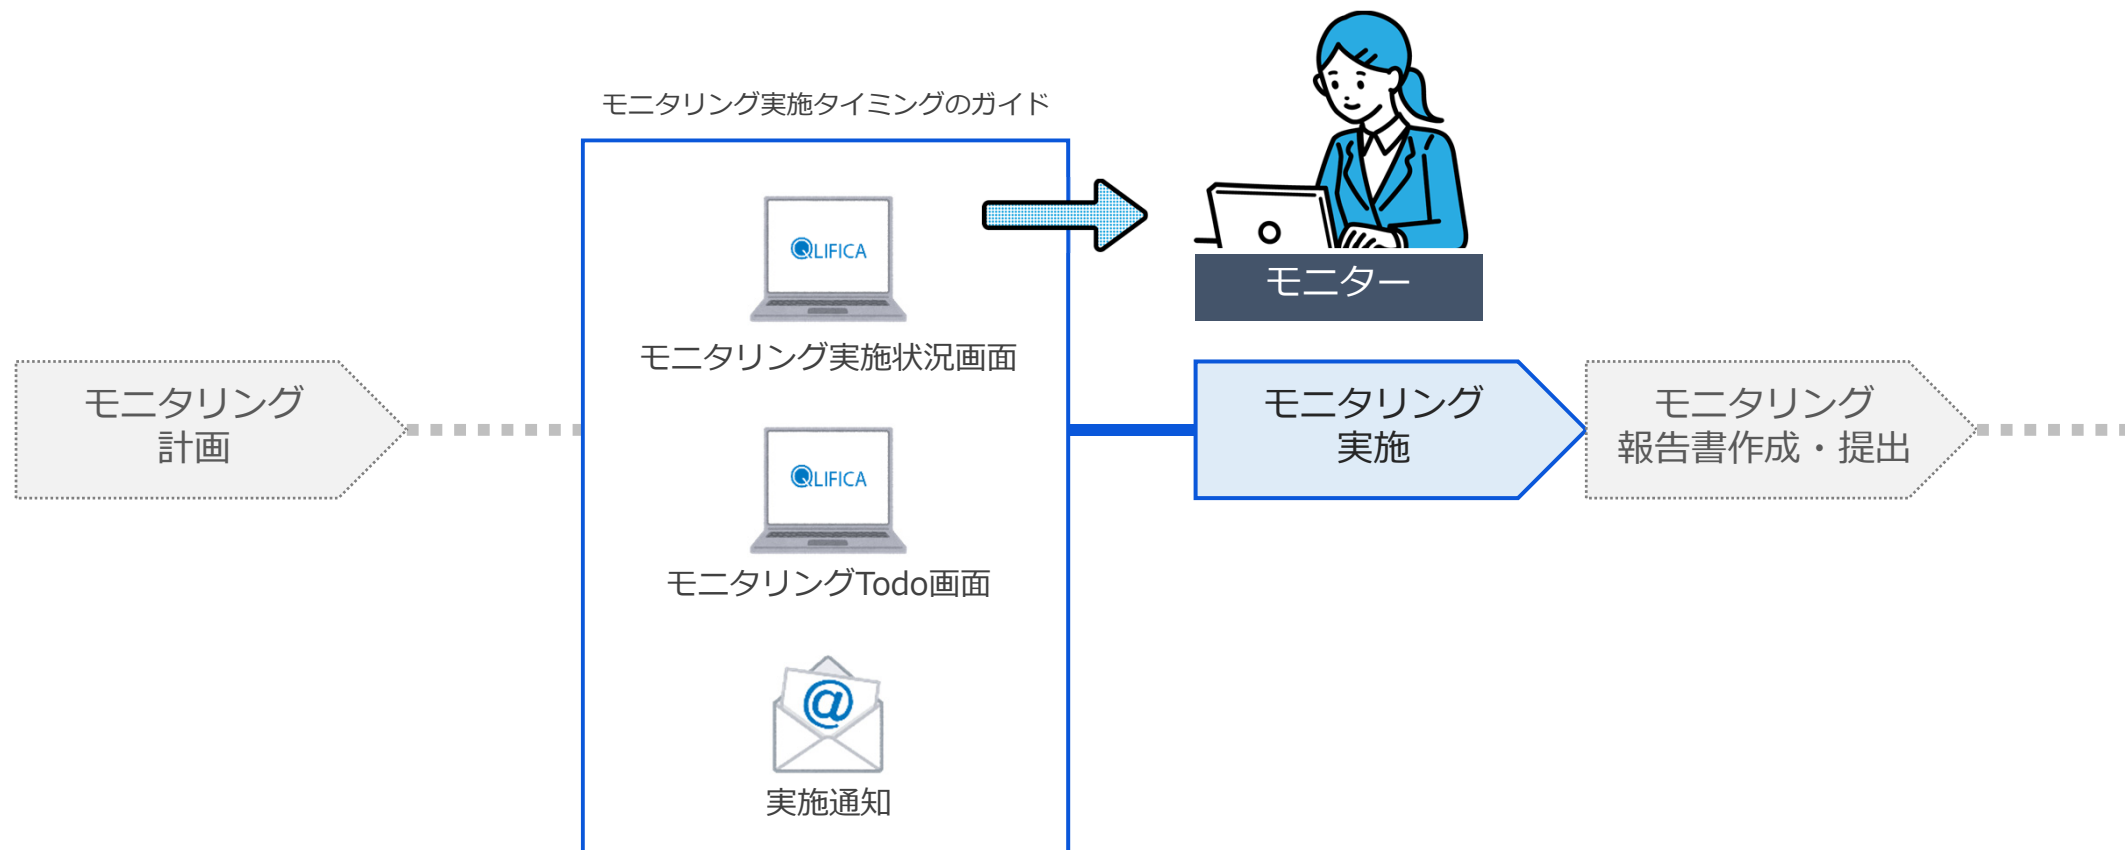 モニタリング実施タイミングのガイド
QLIFICA
モニター
モニタリング実施状況画面
モニタリング
計画
モニタリング
実施
モニタリング
報告書作成・提出
QLIFICA
モニタリングTodo画面
@
実施通知